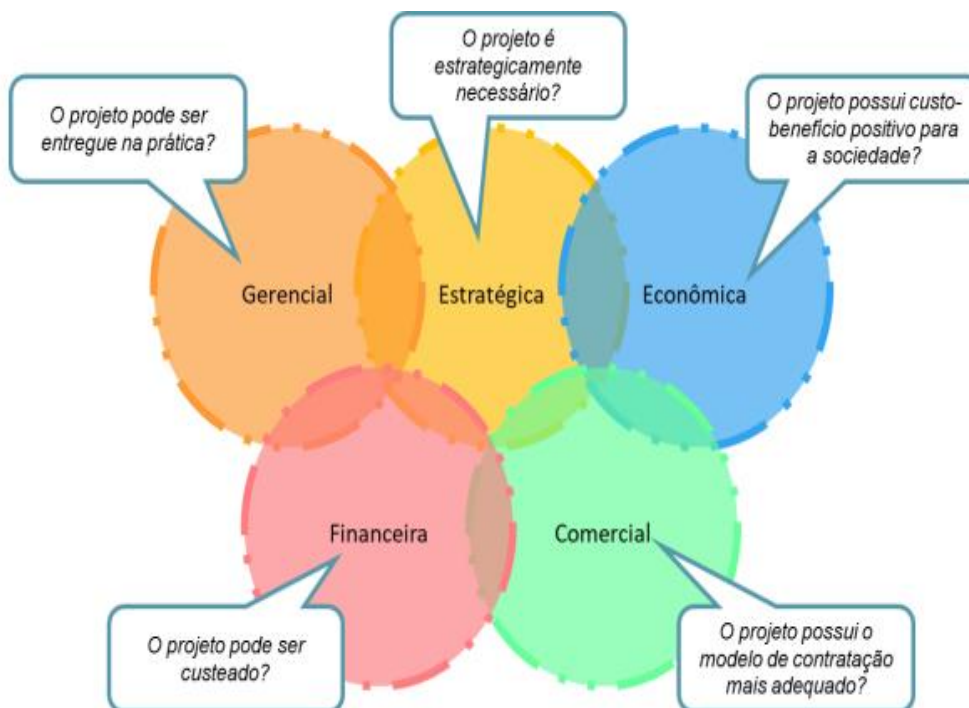 O projeto é
estrategicamente
necessário?
O projeto pode ser
entregue na prática?
O projeto possui custo-
benefício positivo para
a sociedade?
Gerencial
Estratégica
Econômica
Financeira
Comercial
O projeto pode ser
custeado?
O projeto possui o
modelo de contratação
mais adequado?